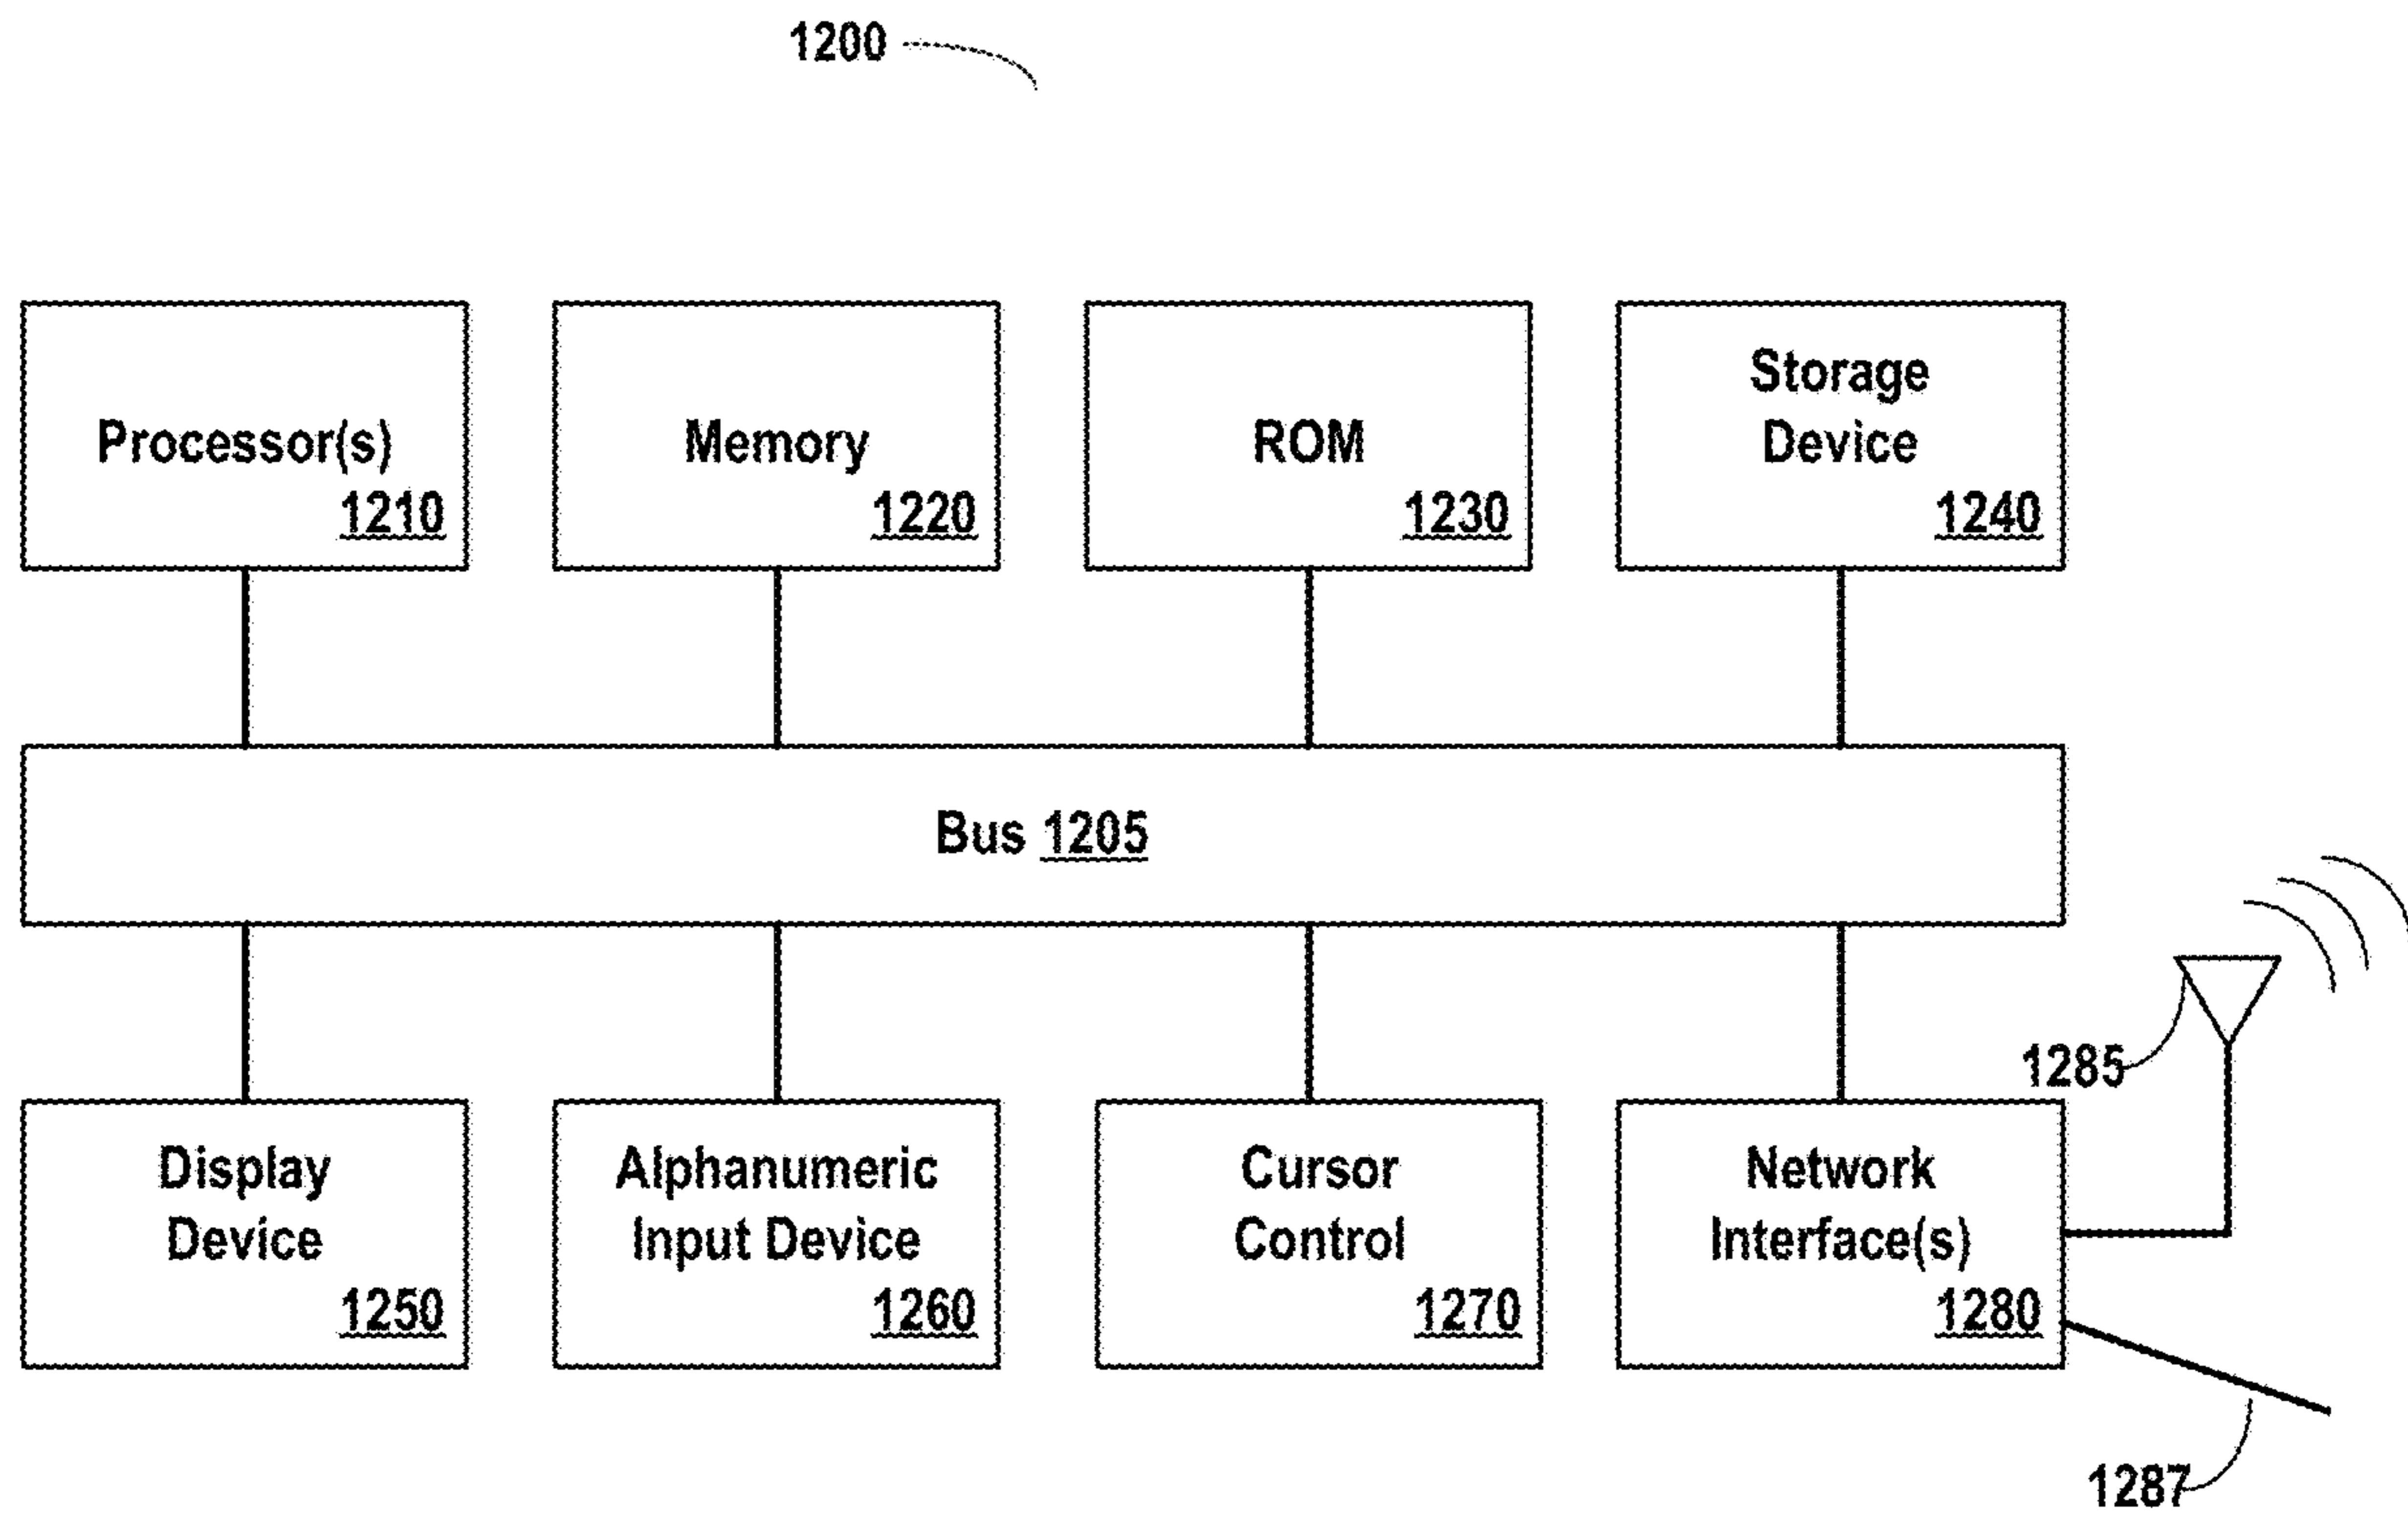 1200
Processor(s)
1210
Memory
1220
ROM
1230
Storage
Device
1240
Bus 1205
1285
Display
Device
1250
Alphanumeric
Input Device
1260
Cursor
Control
1270
Network
Interface(s)
1280
1287